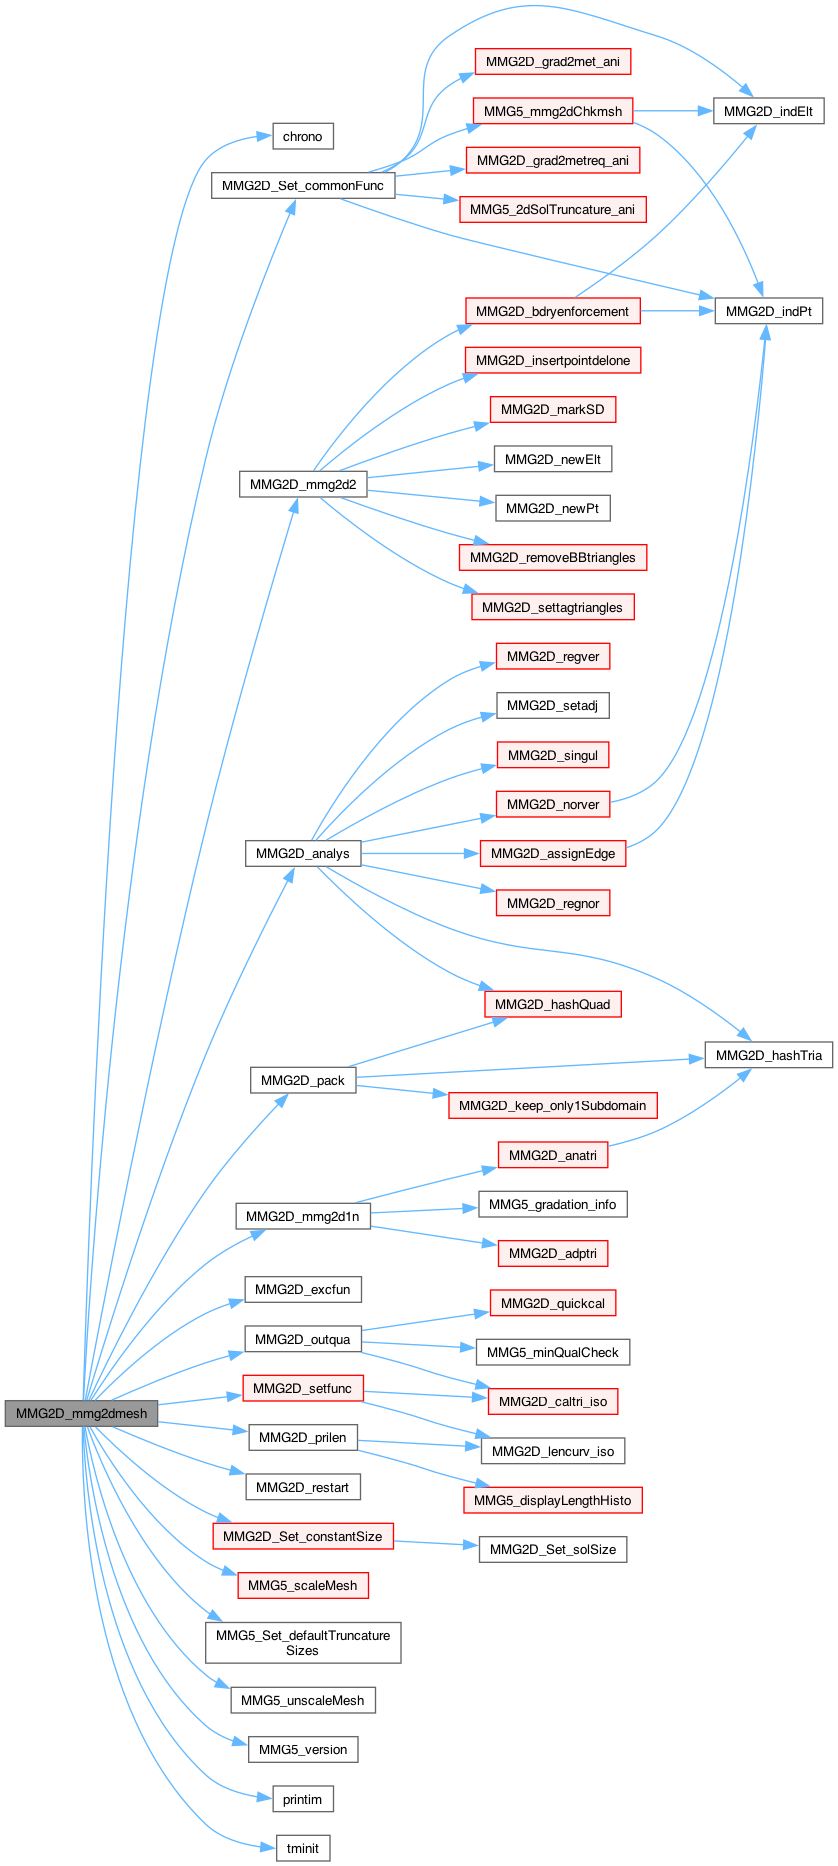 MMG2D_grad2met_ani
MMG5_mmg2dChkmsh
MMG2D_indElt
chrono
MMG2D_grad2metreq_ani
MMG2D_Set_commonFunc
MMG5_2dSolTruncature_ani
MMG2D_bdryenforcement
MMG2D_indPt
MMG2D_insertpointdelone
MMG2D_markSD
MMG2D_newElt
MMG2D_mmg2d2
MMG2D_newPt
MMG2D_removeBBtriangles
MMG2D_settagtriangles
MMG2D_regver
MMG2D_setadj
MMG2D_singul
MMG2D_norver
MMG2D_analys
MMG2D_assignEdge
MMG2D_regnor
MMG2D_hashQuad
MMG2D_hashTria
MMG2D_pack
MMG2D_keep_only1Subdomain
MMG2D_anatri
MMG5_gradation_info
MMG2D_mmg2d1n
MMG2D_adptri
MMG2D_excfun
MMG2D_quickcal
MMG2D_outqua
MMG5_minQualCheck
MMG2D_setfunc
MMG2D_caltri_iso
MMG2D_mmg2dmesh
MMG2D_prilen
MMG2D_lencurv_iso
MMG2D_restart
MMG5_displayLengthHisto
MMG2D_Set_constantSize
MMG2D_Set_solSize
MMG5_scaleMesh
MMG5_Set_defaultTruncature
Sizes
MMG5_unscaleMesh
MMG5_version
printim
tminit